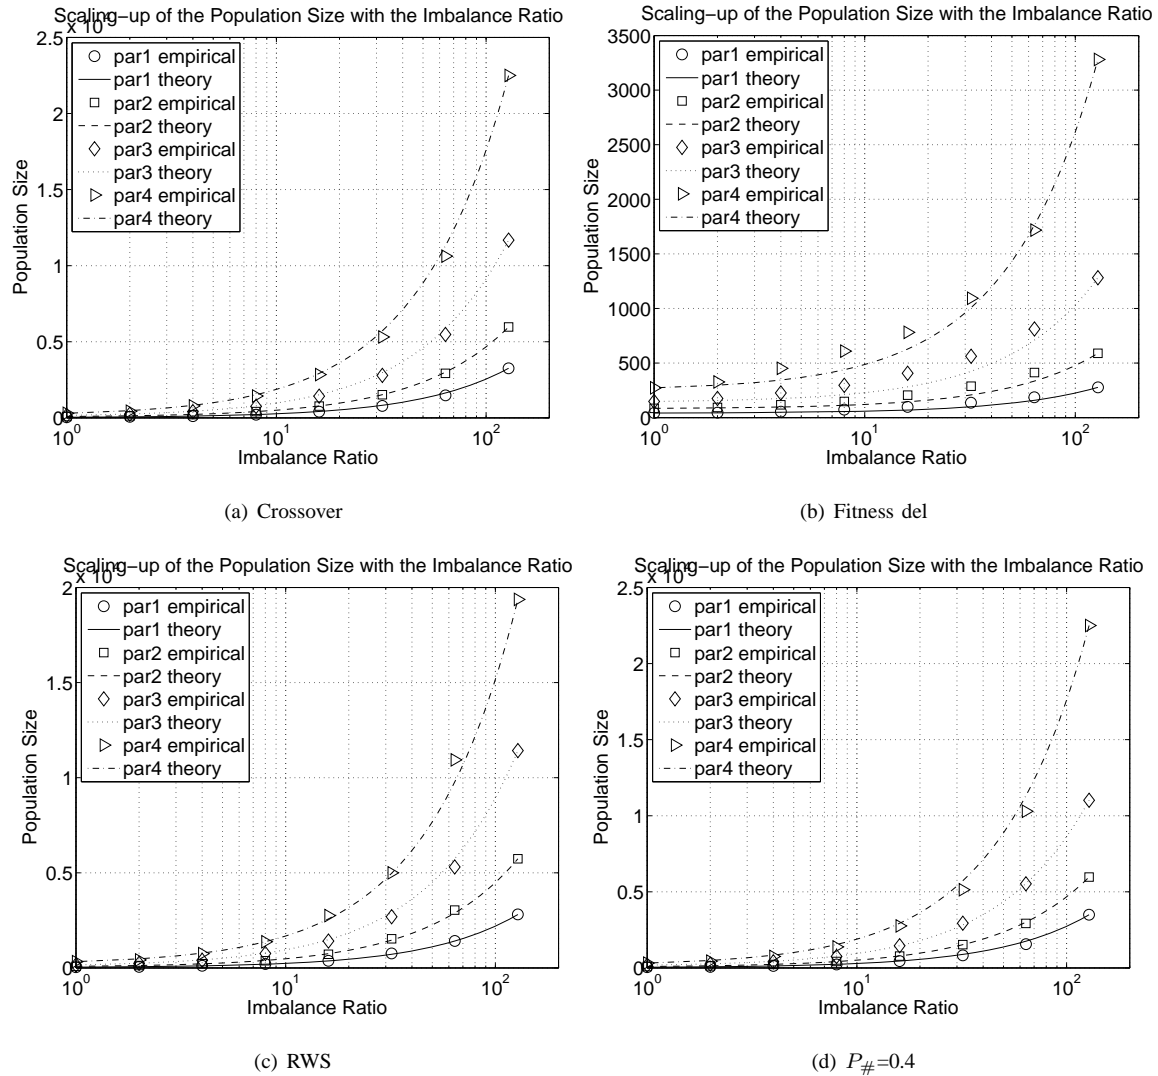 Scaling−up of the Population Size with the Imbalance Ratio
x 10^4
2.5
2
1.5
1
0.5
0
Population Size
par1 empirical
par1 theory
par2 empirical
par2 theory
par3 empirical
par3 theory
par4 empirical
par4 theory
10^0
10^1
10^2
Imbalance Ratio
(a) Crossover
Scaling−up of the Population Size with the Imbalance Ratio
3500
3000
2500
2000
1500
1000
500
0
Population Size
par1 empirical
par1 theory
par2 empirical
par2 theory
par3 empirical
par3 theory
par4 empirical
par4 theory
10^0
10^1
10^2
Imbalance Ratio
(b) Fitness del
Scaling−up of the Population Size with the Imbalance Ratio
x 10^4
2
1.5
1
0.5
0
Population Size
par1 empirical
par1 theory
par2 empirical
par2 theory
par3 empirical
par3 theory
par4 empirical
par4 theory
10^0
10^1
10^2
Imbalance Ratio
(c) RWS
Scaling−up of the Population Size with the Imbalance Ratio
x 10^4
2.5
2
1.5
1
0.5
0
Population Size
par1 empirical
par1 theory
par2 empirical
par2 theory
par3 empirical
par3 theory
par4 empirical
par4 theory
10^0
10^1
10^2
Imbalance Ratio
(d) P#=0.4